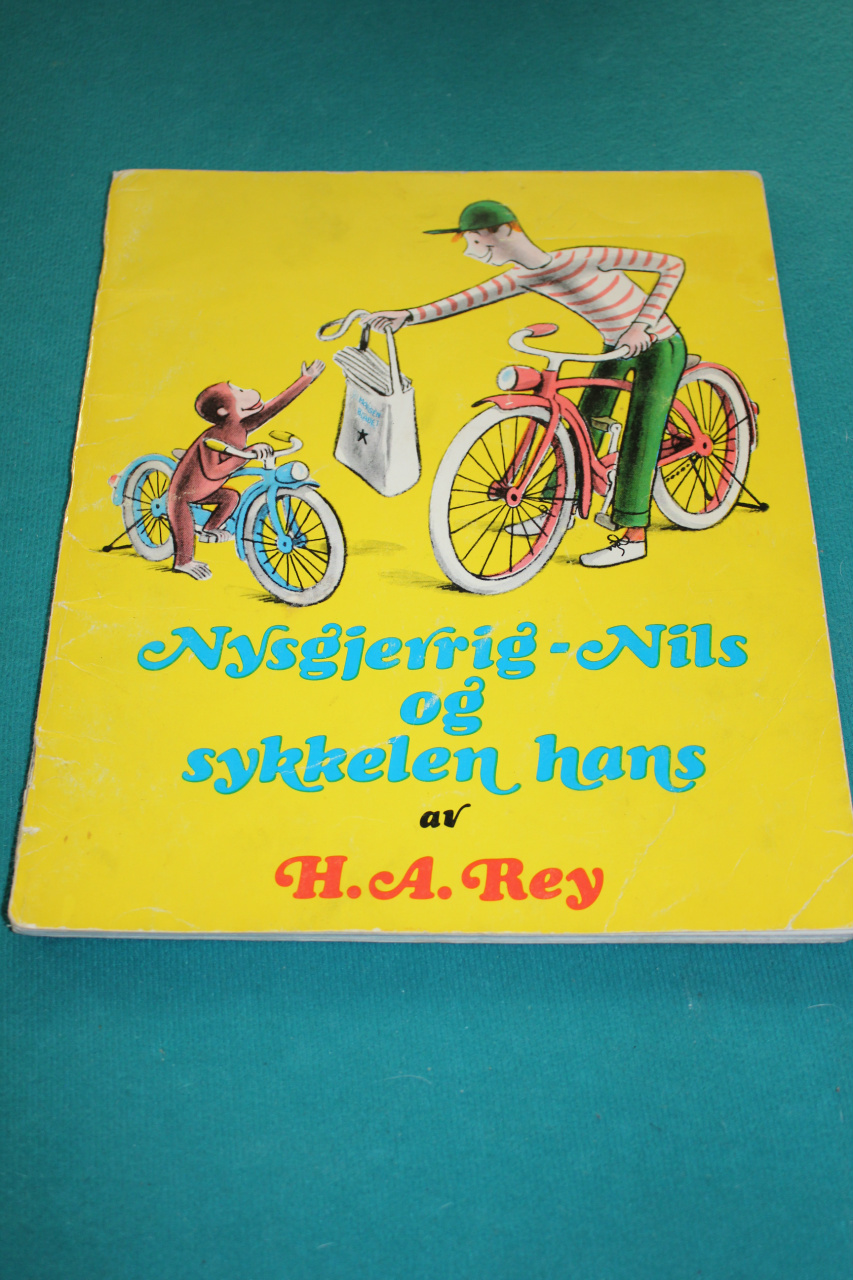 Nysgjerrig-Nils
og
sykkelen hans
av
H.A. Rey